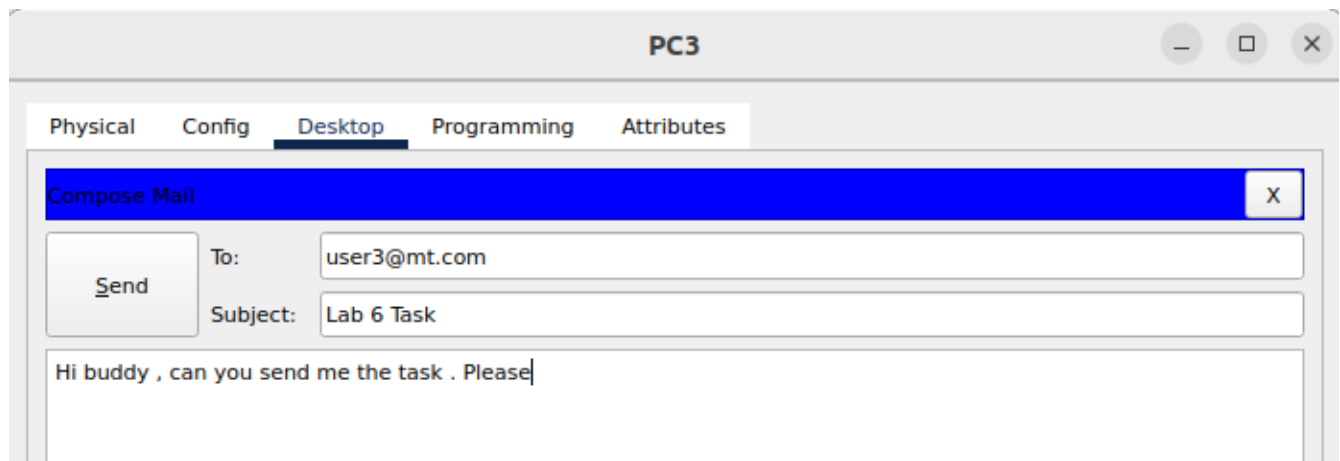 PC3
Physical Config Desktop Programming Attributes
Compose Mail
X
To: user3@mt.com
Send
Subject: Lab 6 Task
Hi buddy , can you send me the task . Please